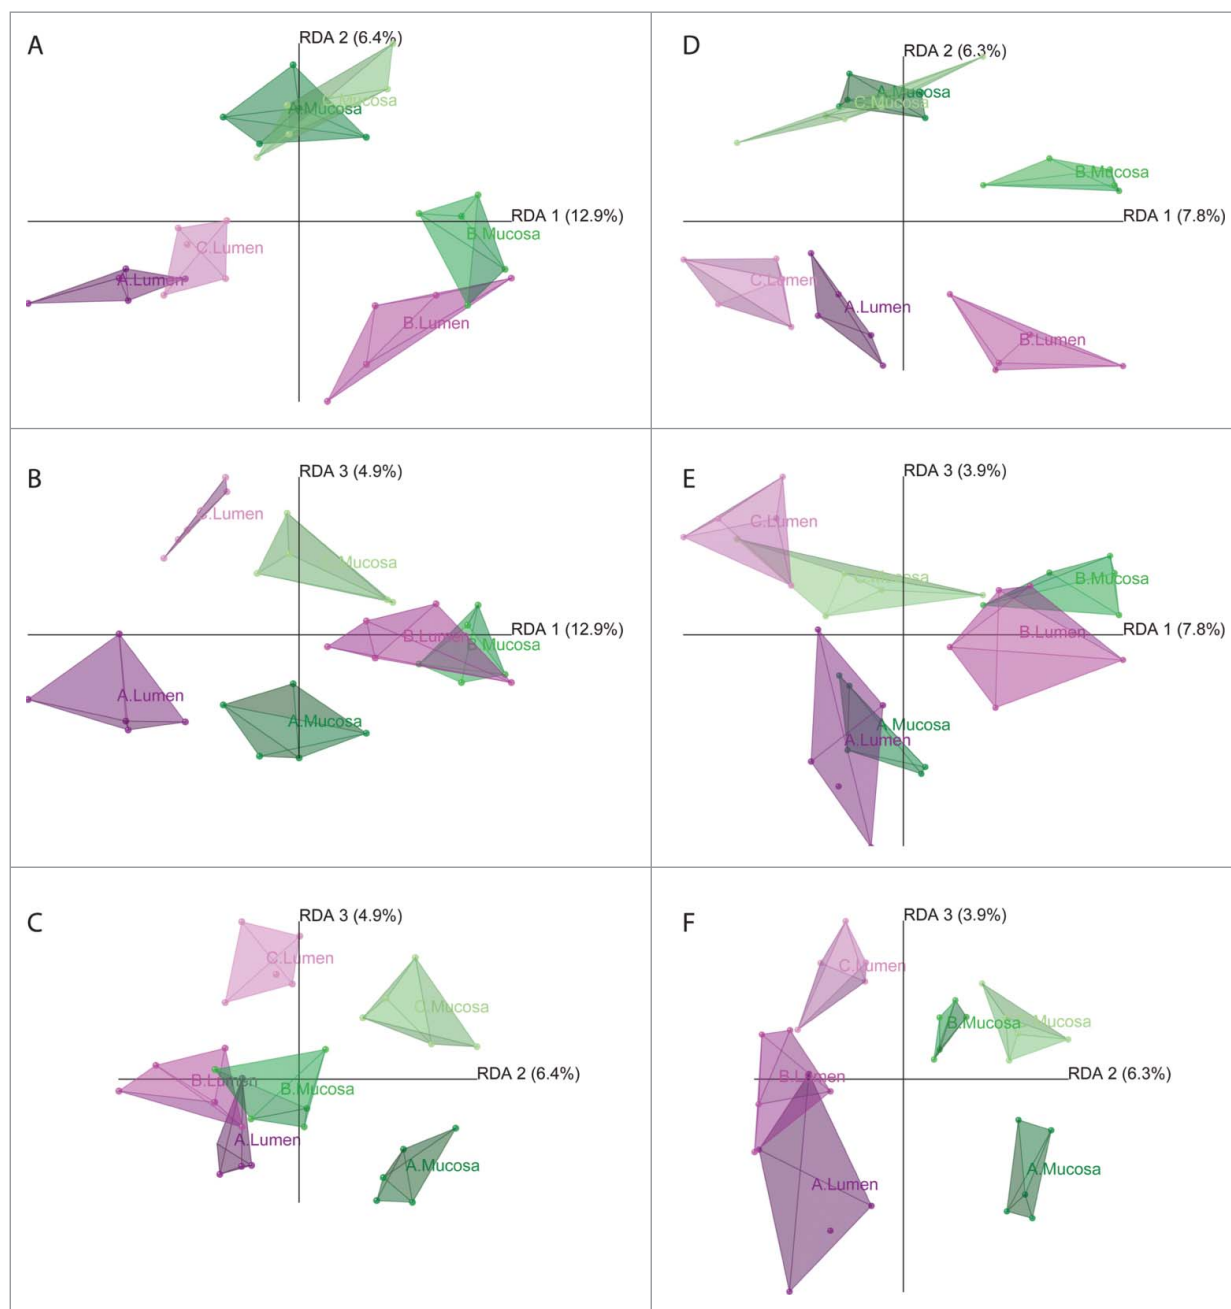 A
RDA 2 (6.4%)
C.Mucosa
A.Mucosa
RDA 1 (12.9%)
B.Mucosa
C.Lumen
A.Lumen
B.Lumen
D
RDA 2 (6.3%)
A.Mucosa
C.Mucosa
B.Mucosa
RDA 1 (7.8%)
C.Lumen
A.Lumen
B.Lumen
B
RDA 3 (4.9%)
C.Lumen
Mucosa
RDA 1 (12.9%)
B.Lumen
B.Mucosa
A.Lumen
A.Mucosa
E
RDA 3 (3.9%)
C.Lumen
C.Mucosa
B.Mucosa
B.Lumen
RDA 1 (7.8%)
A.Mucosa
A.Lumen
C
RDA 3 (4.9%)
C.Lumen
C.Mucosa
RDA 2 (6.4%)
B.Lumen
B.Mucosa
A.Lumen
A.Mucosa
F
RDA 3 (3.9%)
C.Lumen
B.Mucosa
Mucosa
RDA 2 (6.3%)
B.Lumen
A.Mucosa
A.Lumen